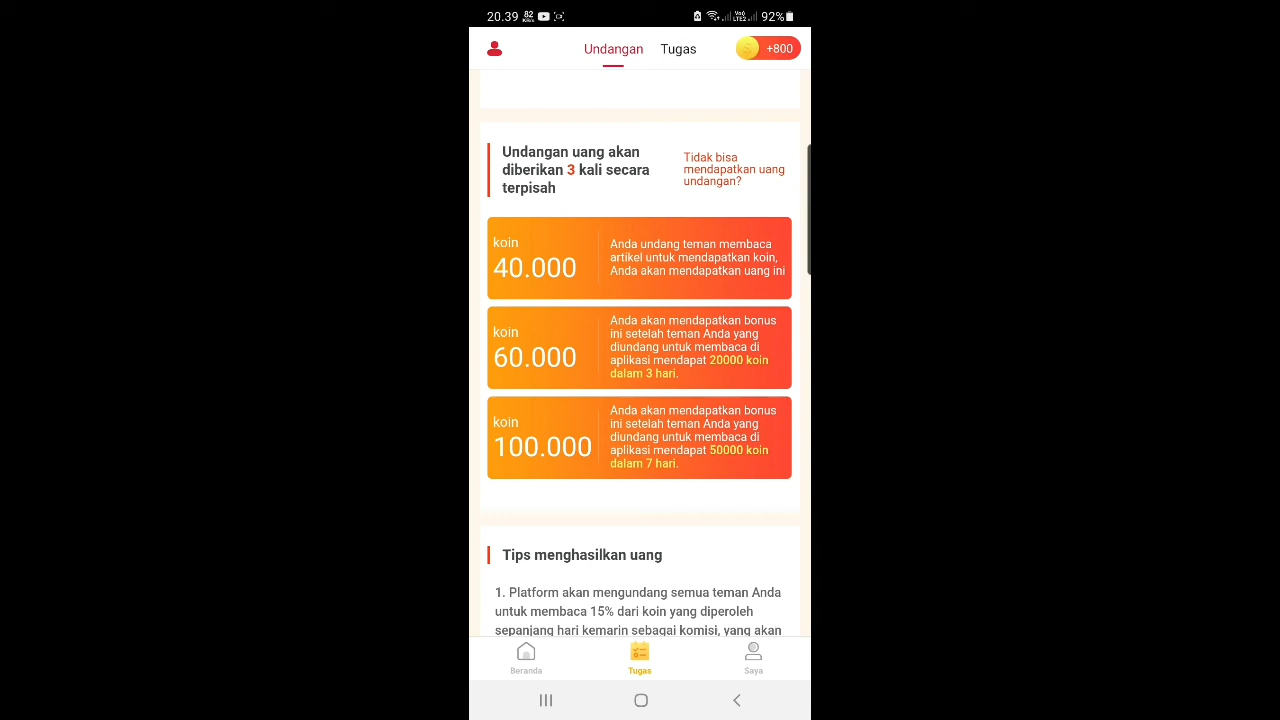 20.39 82 KB/s
VoO LTE2 92%
Undangan Tugas +800
Undangan uang akan
diberikan 3 kali secara
terpisah
Tidak bisa
mendapatkan uang
undangan?
koin
40.000
Anda undang teman membaca
artikel untuk mendapatkan koin,
Anda akan mendapatkan uang ini
koin
60.000
Anda akan mendapatkan bonus
ini setelah teman Anda yang
diundang untuk membaca di
aplikasi mendapat 20000 koin
dalam 3 hari.
koin
100.000
Anda akan mendapatkan bonus
ini setelah teman Anda yang
diundang untuk membaca di
aplikasi mendapat 50000 koin
dalam 7 hari.
Tips menghasilkan uang
1. Platform akan mengundang semua teman Anda
untuk membaca 15% dari koin yang diperoleh
sepanjang hari kemarin sebagai komisi, yang akan
Beranda Tugas Saya